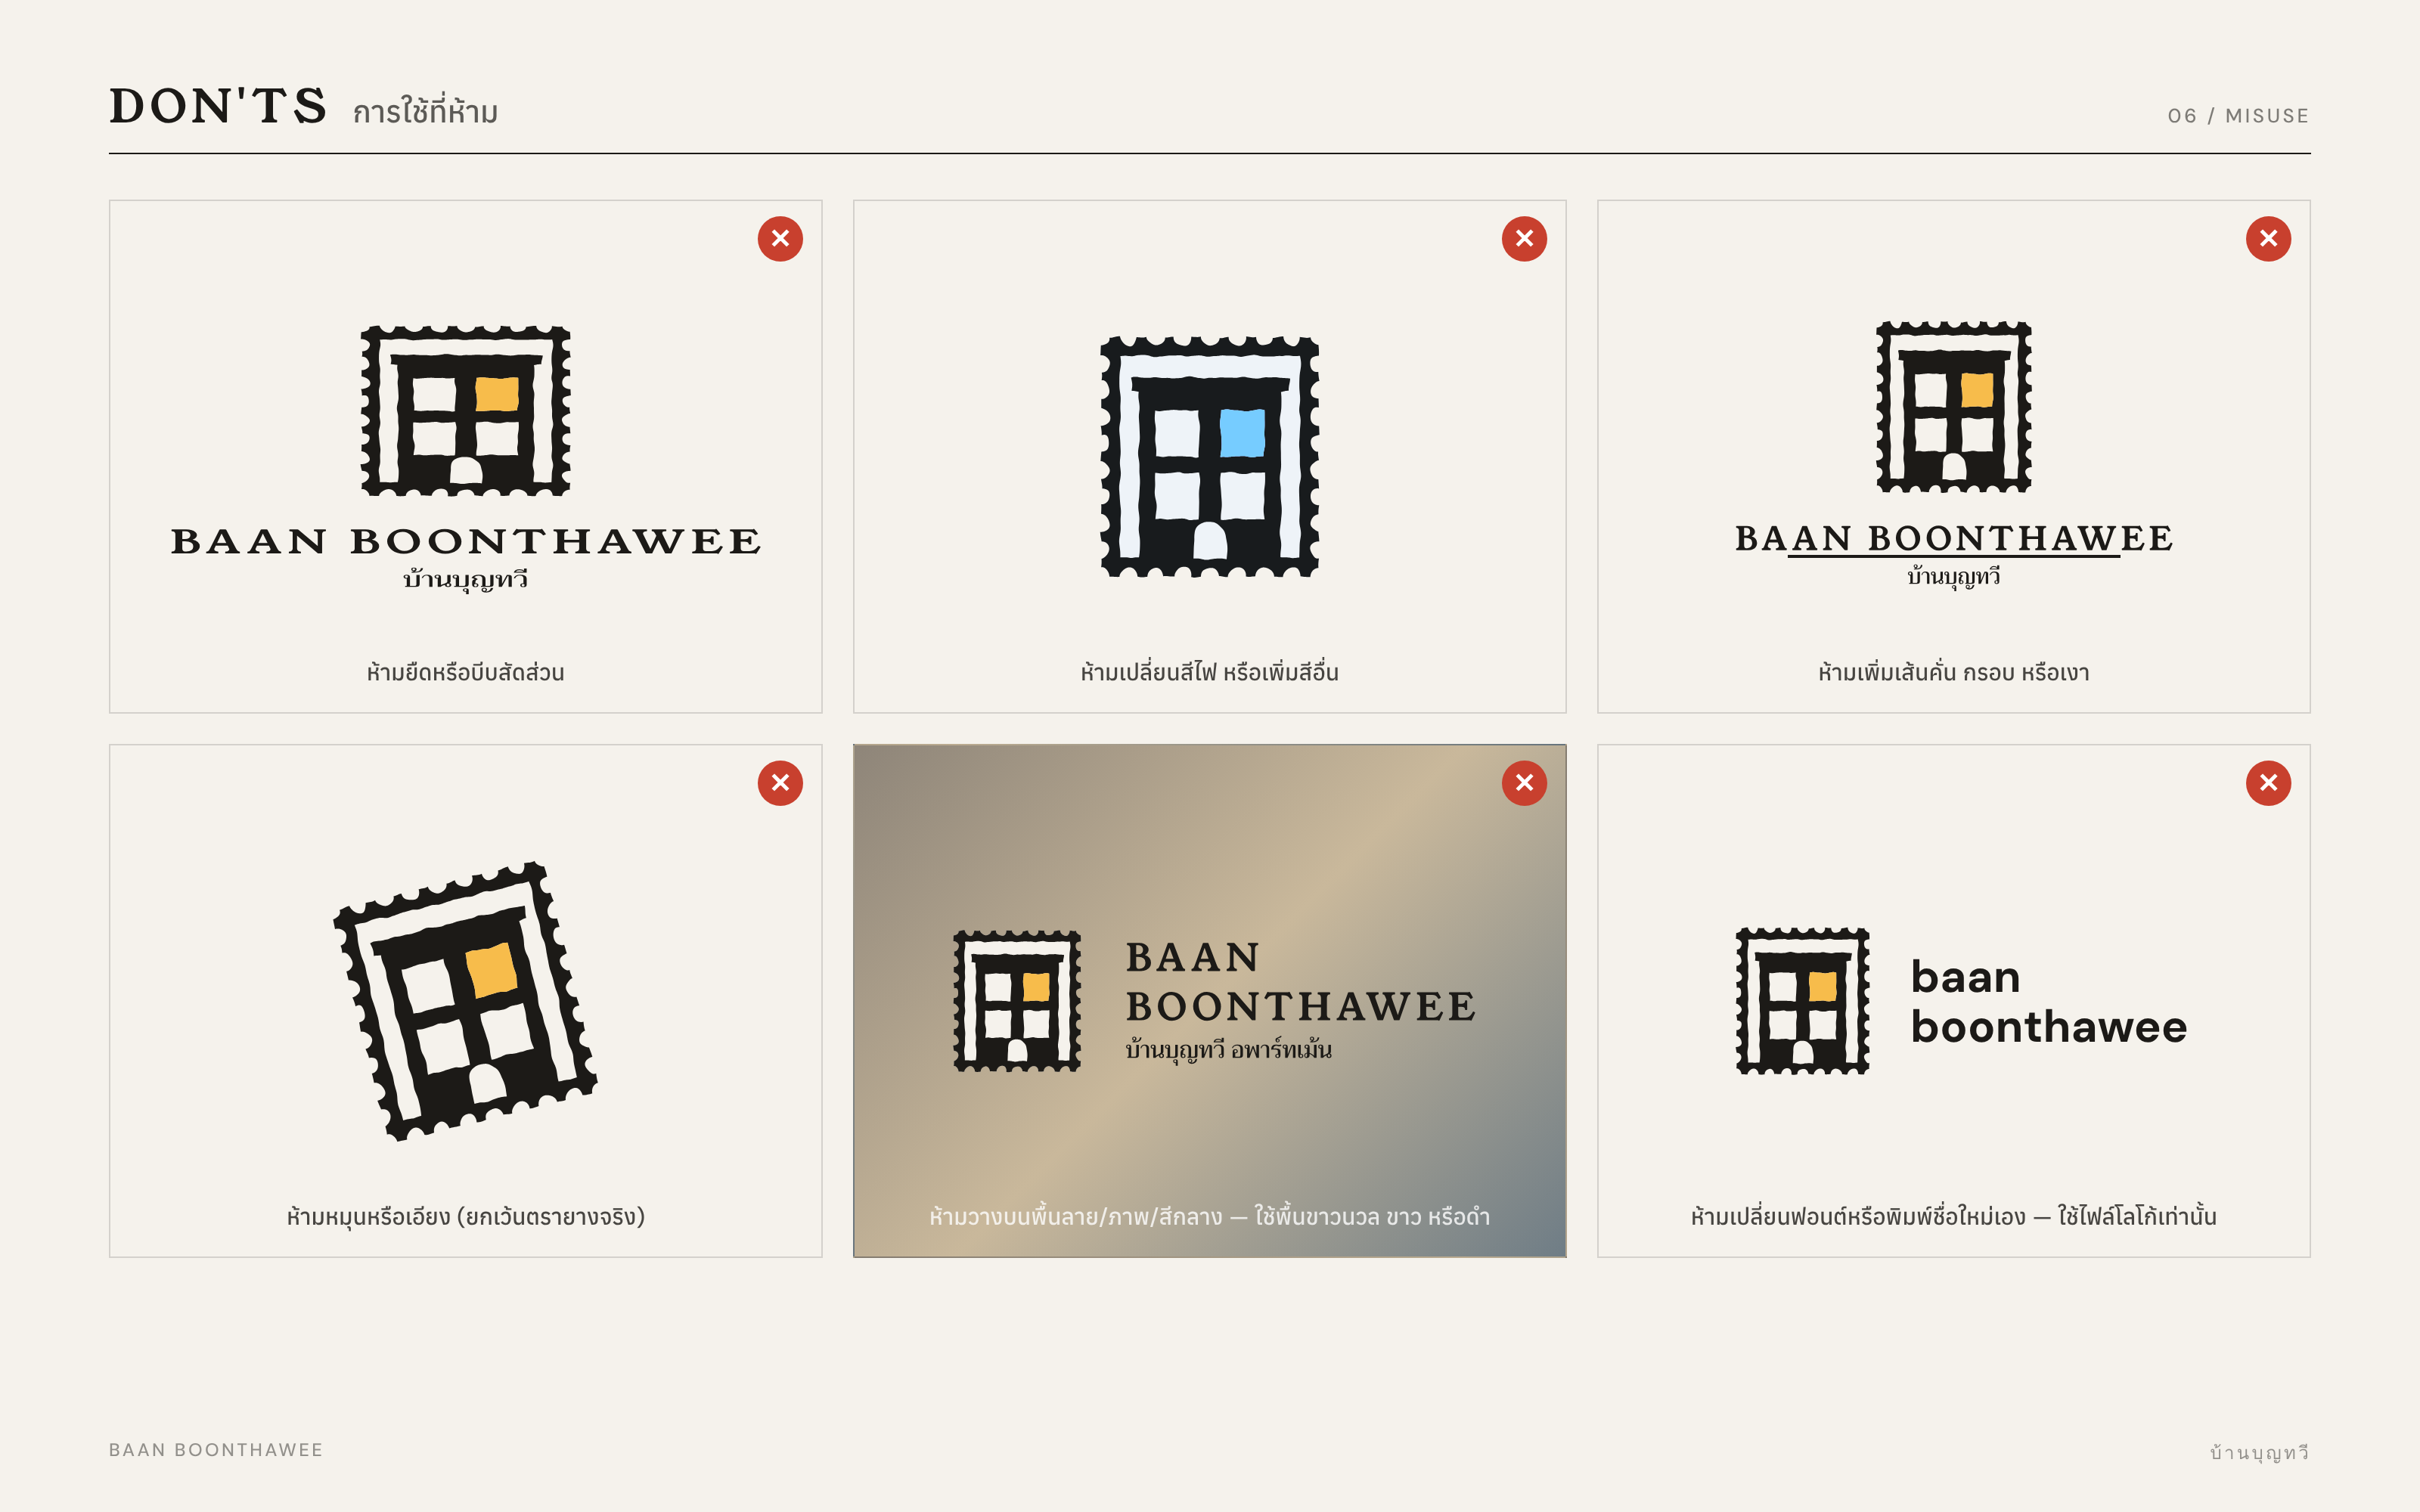 DON'TS การใช้ที่ห้าม
06 / MISUSE
BAAN BOONTHAWEE
บ้านบุญทวี
ห้ามยืดหรือบีบสัดส่วน
ห้ามเปลี่ยนสีไฟ หรือเพิ่มสีอื่น
BAAN BOONTHAWEE
บ้านบุญทวี
ห้ามเพิ่มเส้นคั่น กรอบ หรือเงา
ห้ามหมุนหรือเอียง (ยกเว้นตรายางจริง)
BAAN
BOONTHAWEE
บ้านบุญทวี อพาร์ทเม้น
ห้ามวางบนพื้นลาย/ภาพ/สีกลาง — ใช้พื้นขาวนวล ขาว หรือดำ
baan
boonthawee
ห้ามเปลี่ยนฟอนต์หรือพิมพ์ชื่อใหม่เอง — ใช้ไฟล์โลโก้เท่านั้น
BAAN BOONTHAWEE
บ้านบุญทวี